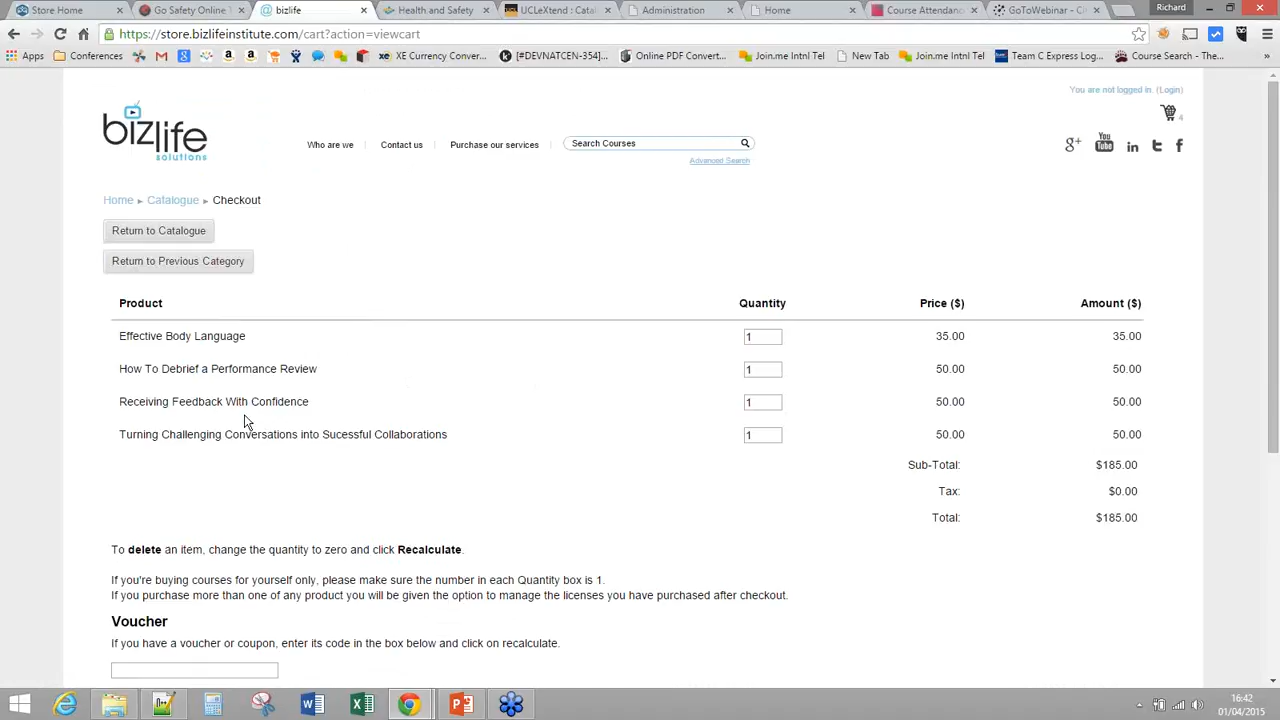 Store Home
Go Safety Online T
bizlife
Health and Safety
UCLeXtend : Catal
Administration
Home
Course Attendanc
GoToWebinar - Civ
Richard
https://store.bizlifeinstitute.com/cart?action=viewcart
Apps
Conferences
XE Currency Conver...
[#DEVNATCEN-354]...
Online PDF Convert...
Join.me Intnl Tel
New Tab
Join.me Intnl Tel
Team C Express Log...
Course Search - The...
You are not logged in. (Login)
4
bizlife
solutions
Who are we
Contact us
Purchase our services
Search Courses
Advanced Search
Home ▸ Catalogue ▸ Checkout
Return to Catalogue
Return to Previous Category
Product Quantity Price ($) Amount ($)
Effective Body Language 1 35.00 35.00
How To Debrief a Performance Review 1 50.00 50.00
Receiving Feedback With Confidence 1 50.00 50.00
Turning Challenging Conversations into Sucessful Collaborations 1 50.00 50.00
Sub-Total: $185.00
Tax: $0.00
Total: $185.00
To delete an item, change the quantity to zero and click Recalculate.
If you're buying courses for yourself only, please make sure the number in each Quantity box is 1.
If you purchase more than one of any product you will be given the option to manage the licenses you have purchased after checkout.
Voucher
If you have a voucher or coupon, enter its code in the box below and click on recalculate.
16:42
01/04/2015